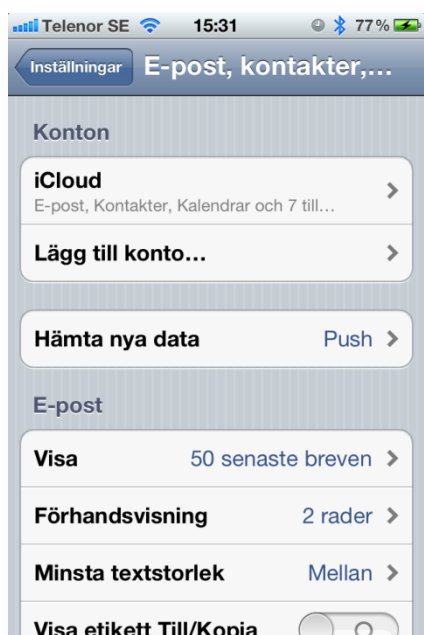 Telenor SE 15:31 77 %
Inställningar E-post, kontakter,...
Konton
iCloud
E-post, Kontakter, Kalendrar och 7 till...
Lägg till konto...
Hämta nya data Push
E-post
Visa 50 senaste breven
Förhandsvisning 2 rader
Minsta textstorlek Mellan
Visa etikett Till/Kopia